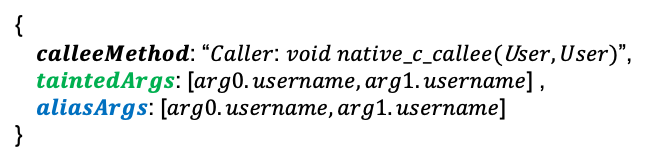 {
calleeMethod: “Caller: void native_c_callee(User, User)”,
taintedArgs: [arg0.username, arg1.username] ,
aliasArgs: [arg0.username, arg1.username]
}